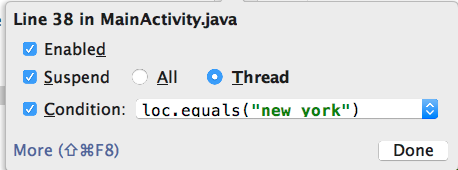 Line 38 in MainActivity.java
Enabled
Suspend All Thread
Condition: loc.equals("new york")
More (⇧⌘F8) Done